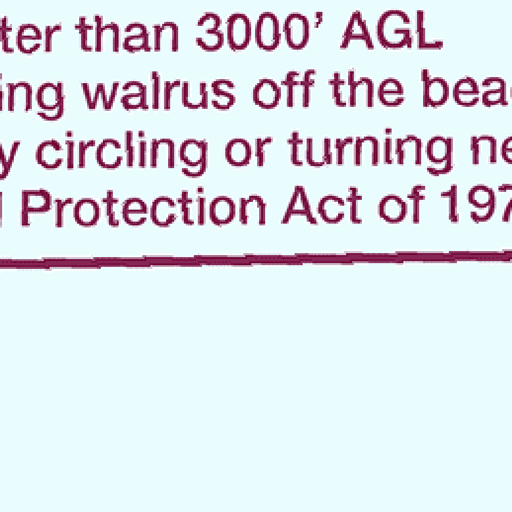 ter than 3000’ AGL
ing walrus off the bea
y circling or turning ne
Protection Act of 197